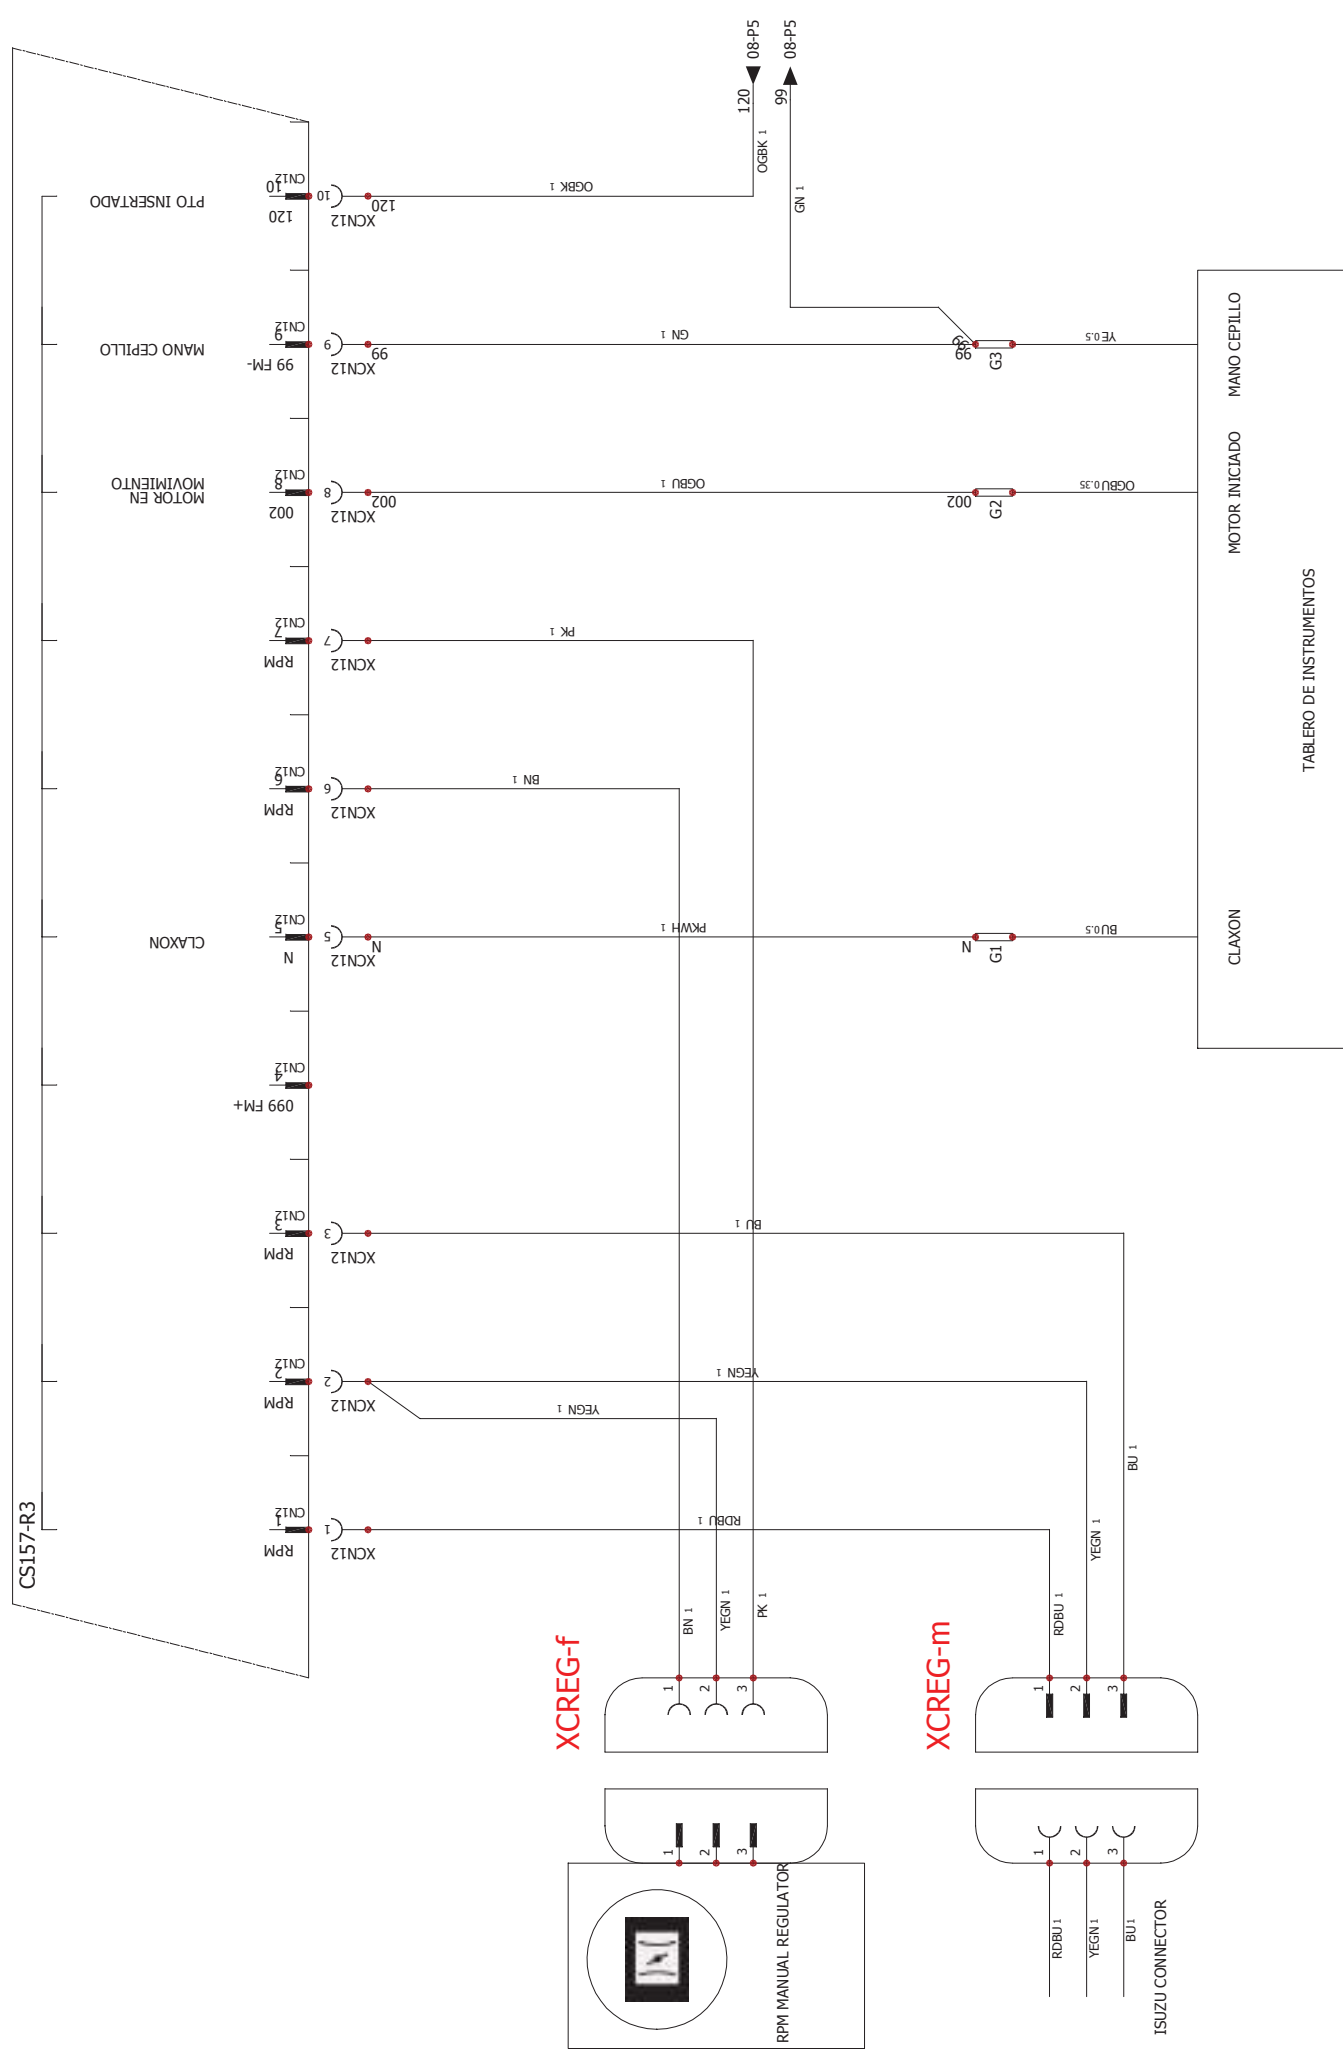 CS157-R3
PTO INSERTADO
120
10
CN12
10
XCN12
120
OGBK 1
OGBK 1
120
08-P5
99
08-P5
GN 1
MANO CEPILLO
99 FM-
9
CN12
9
XCN12
99
GN 1
99
99
G3
YE 0.5
MANO CEPILLO
MOTOR EN
MOVIMIENTO
002
8
CN12
8
XCN12
002
OGBU 1
002
G2
OGBU 0.35
MOTOR INICIADO
RPM
7
CN12
7
XCN12
PK 1
RPM
6
CN12
6
XCN12
BN 1
CLAXON
N
5
CN12
5
XCN12
N
PKWH 1
N
G1
BU 0.5
CLAXON
TABLERO DE INSTRUMENTOS
099 FM+
4
CN12
RPM
3
CN12
3
XCN12
BU 1
RPM
2
CN12
2
XCN12
YEGN 1
YEGN 1
RPM
1
CN12
1
XCN12
RDBU 1
BN 1
YEGN 1
PK 1
RDBU 1
YEGN 1
BU 1
XCREG-f
1
2
3
XCREG-m
1
2
3
1
2
3
RPM MANUAL REGULATOR
1
2
3
RDBU 1
YEGN 1
BU 1
ISUZU CONNECTOR